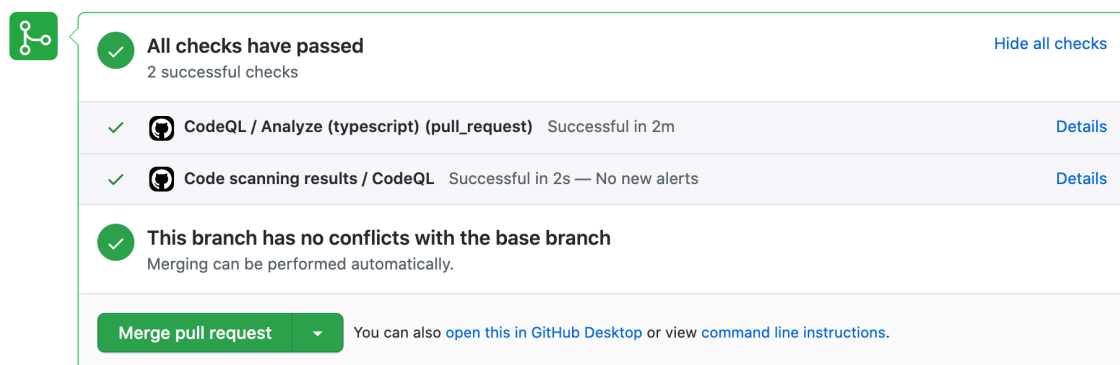 All checks have passed
Hide all checks
2 successful checks
CodeQL / Analyze (typescript) (pull_request) Successful in 2m Details
Code scanning results / CodeQL Successful in 2s — No new alerts Details
This branch has no conflicts with the base branch
Merging can be performed automatically.
Merge pull request You can also open this in GitHub Desktop or view command line instructions.